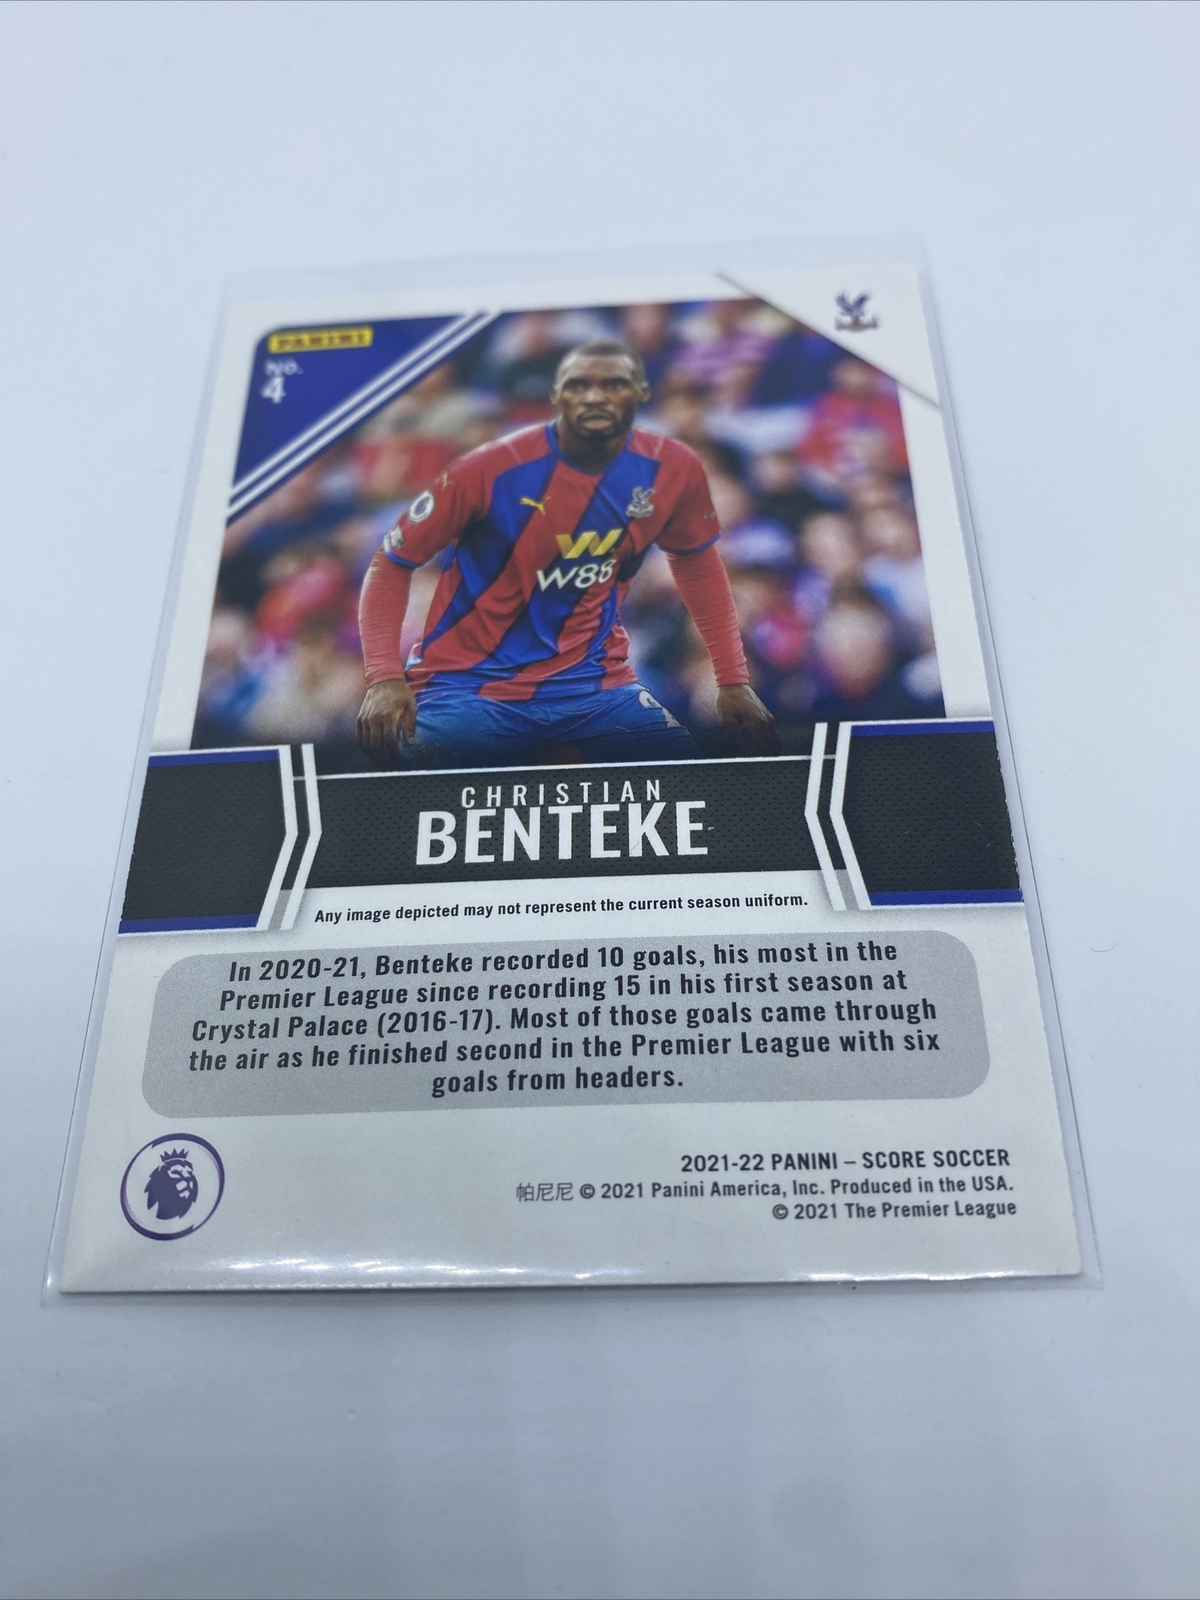 PANINI
No.
4
W88
CHRISTIAN
BENTEKE
Any image depicted may not represent the current season uniform.
In 2020-21, Benteke recorded 10 goals, his most in the
Premier League since recording 15 in his first season at
Crystal Palace (2016-17). Most of those goals came through
the air as he finished second in the Premier League with six
goals from headers.
2021-22 PANINI – SCORE SOCCER
帕尼尼 © 2021 Panini America, Inc. Produced in the USA.
© 2021 The Premier League